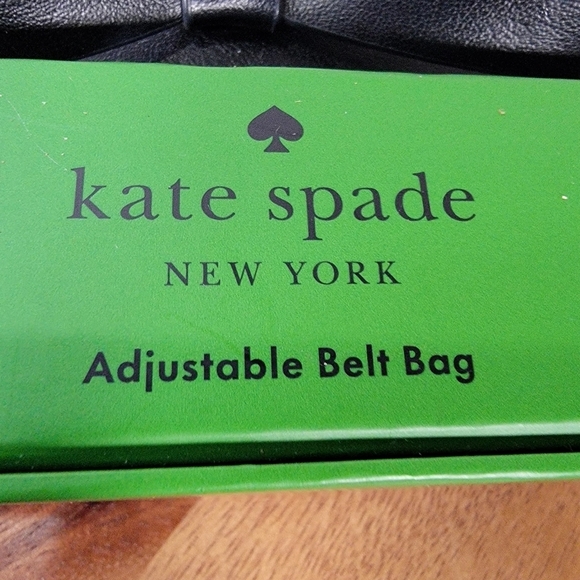 kate spade
NEW YORK
Adjustable Belt Bag